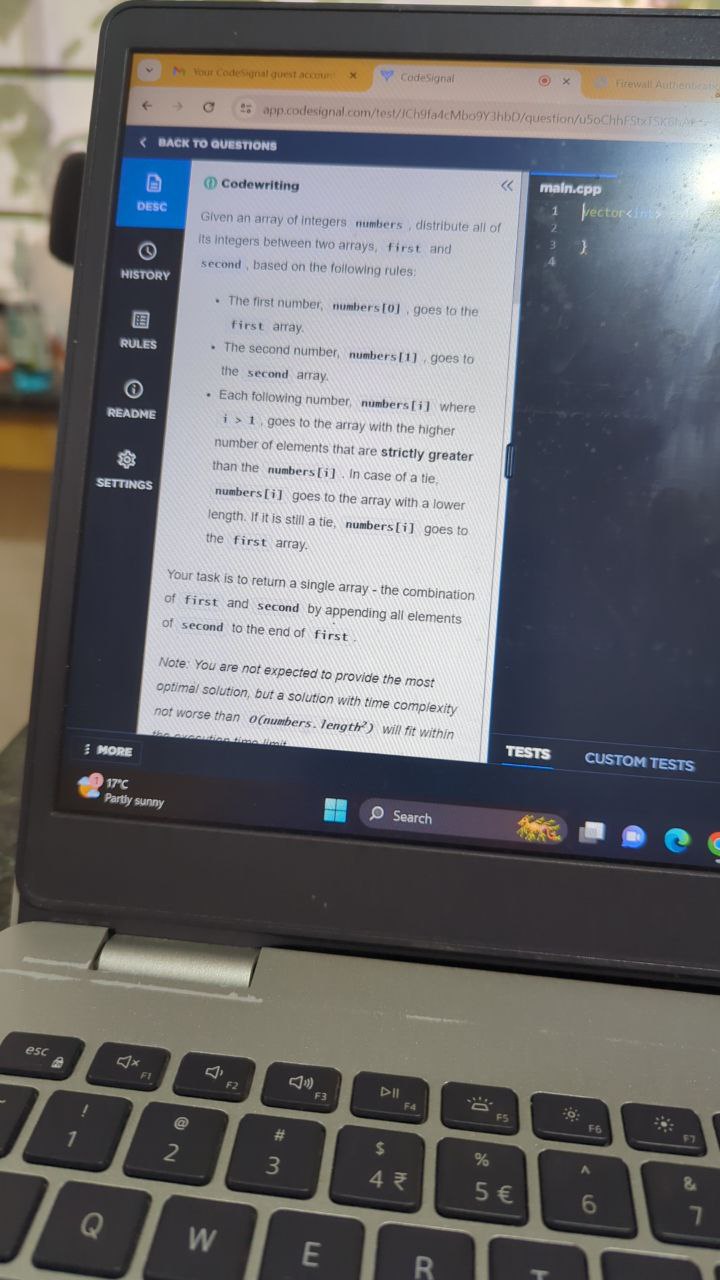 Your CodeSignal guest account
CodeSignal
Firewall Authentication
app.codesignal.com/test/JCh9fa4cMbo9Y3hbD/question/
BACK TO QUESTIONS
DESC
HISTORY
RULES
README
SETTINGS
MORE
Codewriting
Given an array of integers numbers , distribute all of
its integers between two arrays, first and
second , based on the following rules:
• The first number, numbers[0] , goes to the
first array.
• The second number, numbers[1] , goes to
the second array.
• Each following number, numbers[i] where
i > 1 , goes to the array with the higher
number of elements that are strictly greater
than the numbers[i] . In case of a tie,
numbers[i] goes to the array with a lower
length. If it is still a tie, numbers[i] goes to
the first array.
Your task is to return a single array - the combination
of first and second by appending all elements
of second to the end of first .
Note: You are not expected to provide the most
optimal solution, but a solution with time complexity
not worse than O(numbers.length²) will fit within
the execution time limit
main.cpp
1 vector<int>
2
3 }
4
TESTS
CUSTOM TESTS
1
17°C
Partly sunny
Search
esc
F1
F2
F3
F4
F5
F6
F7
! 1
@ 2
# 3
$ 4 ₹
% 5 €
^ 6
& 7
Q
W
E
R